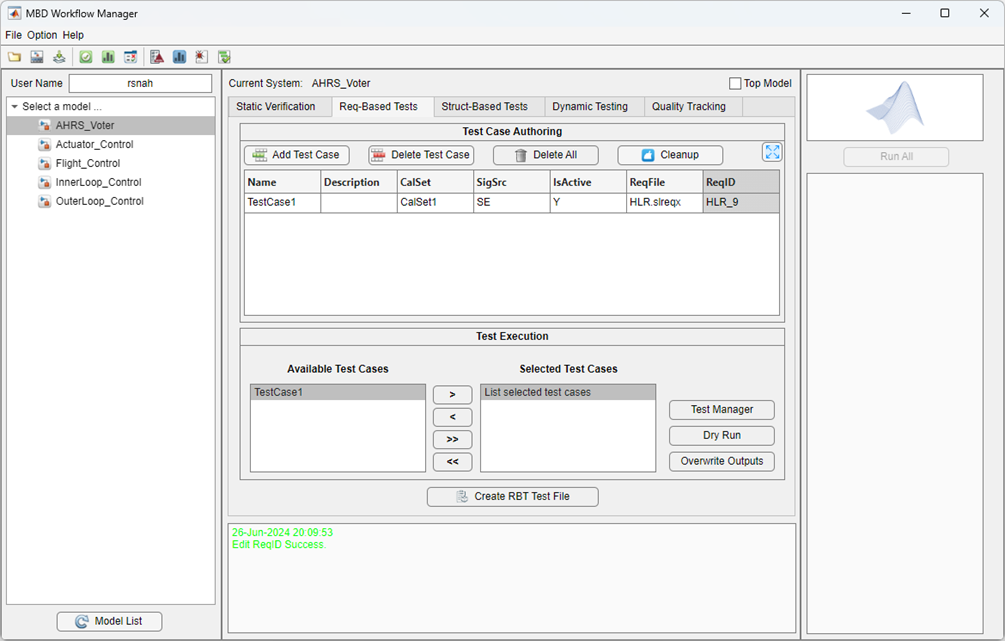 MBD Workflow Manager
File Option Help
User Name rsnah
Select a model ...
AHRS_Voter
Actuator_Control
Flight_Control
InnerLoop_Control
OuterLoop_Control
Model List
Current System: AHRS_Voter Top Model
Static Verification Req-Based Tests Struct-Based Tests Dynamic Testing Quality Tracking
Test Case Authoring
Add Test Case Delete Test Case Delete All Cleanup
Name Description CalSet SigSrc IsActive ReqFile ReqID
TestCase1 CalSet1 SE Y HLR.slreqx HLR_9
Test Execution
Available Test Cases Selected Test Cases
TestCase1 > List selected test cases
<
>>
<<
Test Manager
Dry Run
Overwrite Outputs
Create RBT Test File
26-Jun-2024 20:09:53
Edit ReqID Success.
Run All